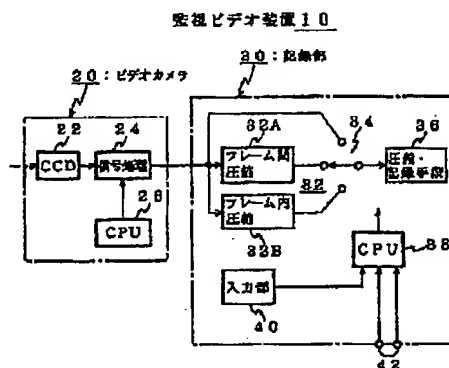 監視ビデオ装置10
20:ビデオカメラ
30:記録部
22
24
CCD
信号処理
26
CPU
32A
フレーム間
圧縮
32
フレーム内
圧縮
32B
34
36
圧縮・
記録手段
CPU
38
入力部
40
42